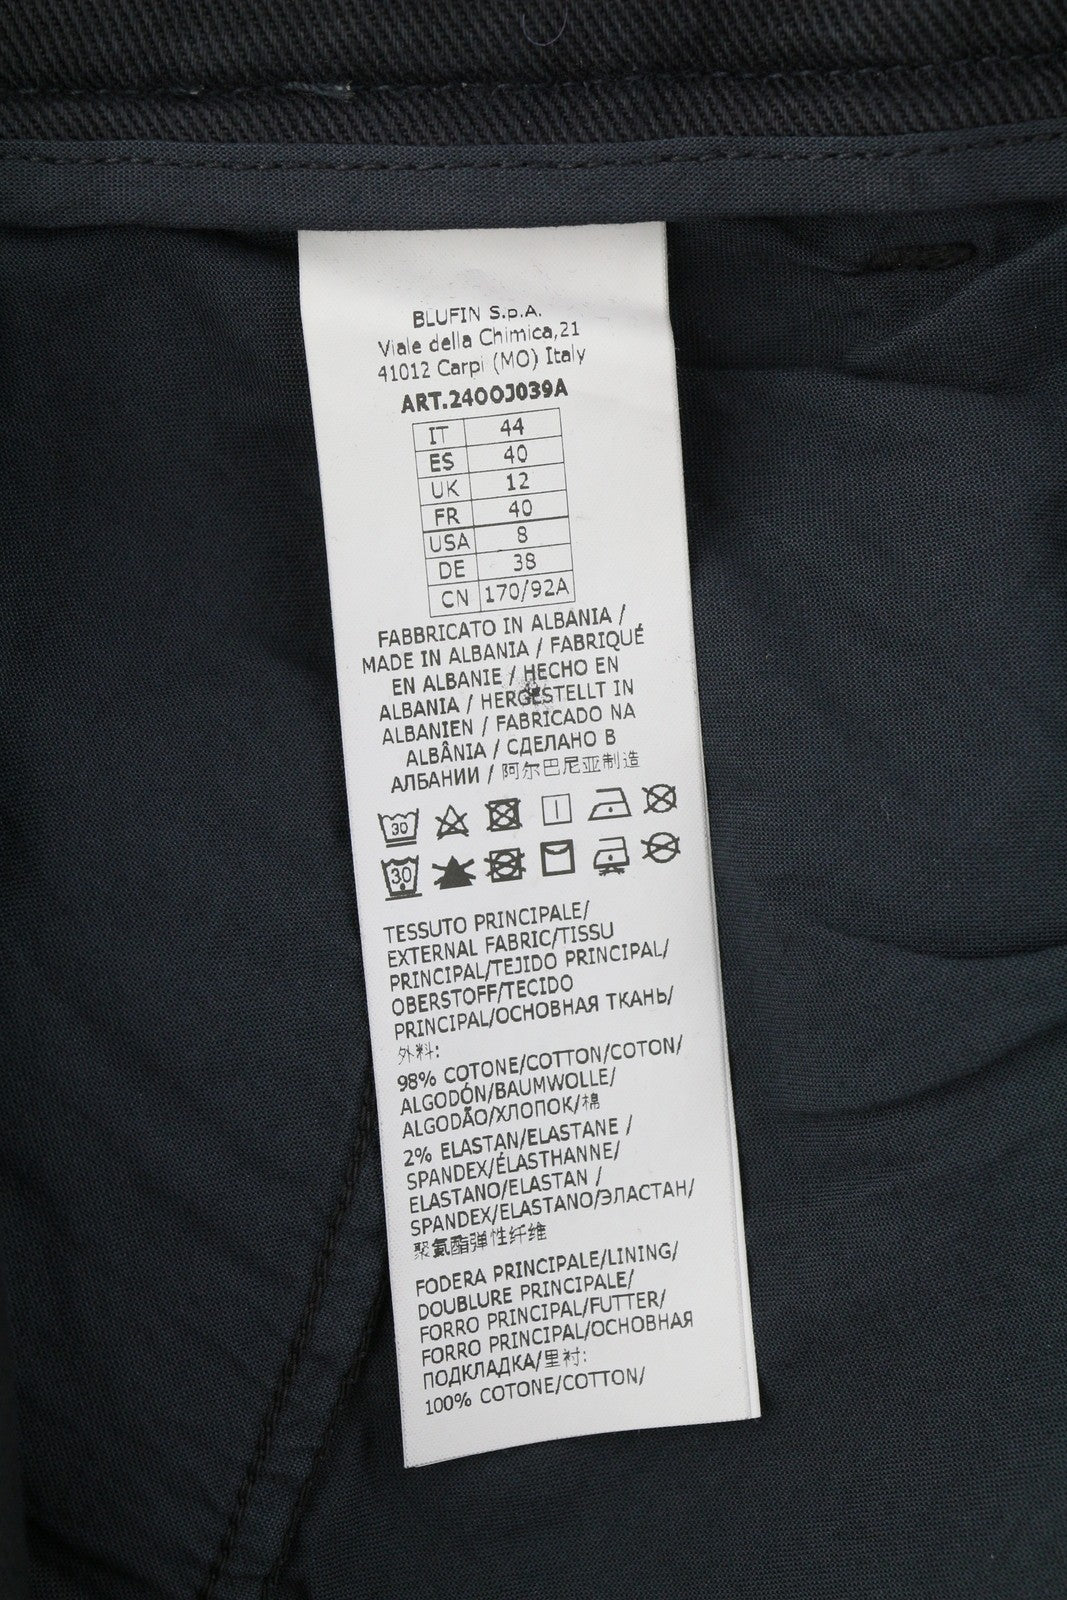 BLUFIN S.p.A.
Viale della Chimica,21
41012 Carpi (MO) Italy
ART.24OOJ039A
IT 44
ES 40
UK 12
FR 40
USA 8
DE 38
CN 170/92A
FABBRICATO IN ALBANIA /
MADE IN ALBANIA / FABRIQUÉ
EN ALBANIE / HECHO EN
ALBANIA / HERGESTELLT IN
ALBANIEN / FABRICADO NA
ALBÂNIA / СДЕЛАНО В
АЛБАНИИ / 阿尔巴尼亚制造
30
30
TESSUTO PRINCIPALE/
EXTERNAL FABRIC/TISSU
PRINCIPAL/TEJIDO PRINCIPAL/
OBERSTOFF/TECIDO
PRINCIPAL/ОСНОВНАЯ ТКАНЬ/
外料:
98% COTONE/COTTON/COTON/
ALGODÓN/BAUMWOLLE/
ALGODÃO/ХЛОПОК/棉
2% ELASTAN/ELASTANE /
SPANDEX/ÉLASTHANNE/
ELASTANO/ELASTAN /
SPANDEX/ELASTANO/ЭЛАСТАН/
聚氨酯弹性纤维
FODERA PRINCIPALE/LINING/
DOUBLURE PRINCIPALE/
FORRO PRINCIPAL/FUTTER/
FORRO PRINCIPAL/ОСНОВНАЯ
ПОДКЛАДКА/里衬:
100% COTONE/COTTON/